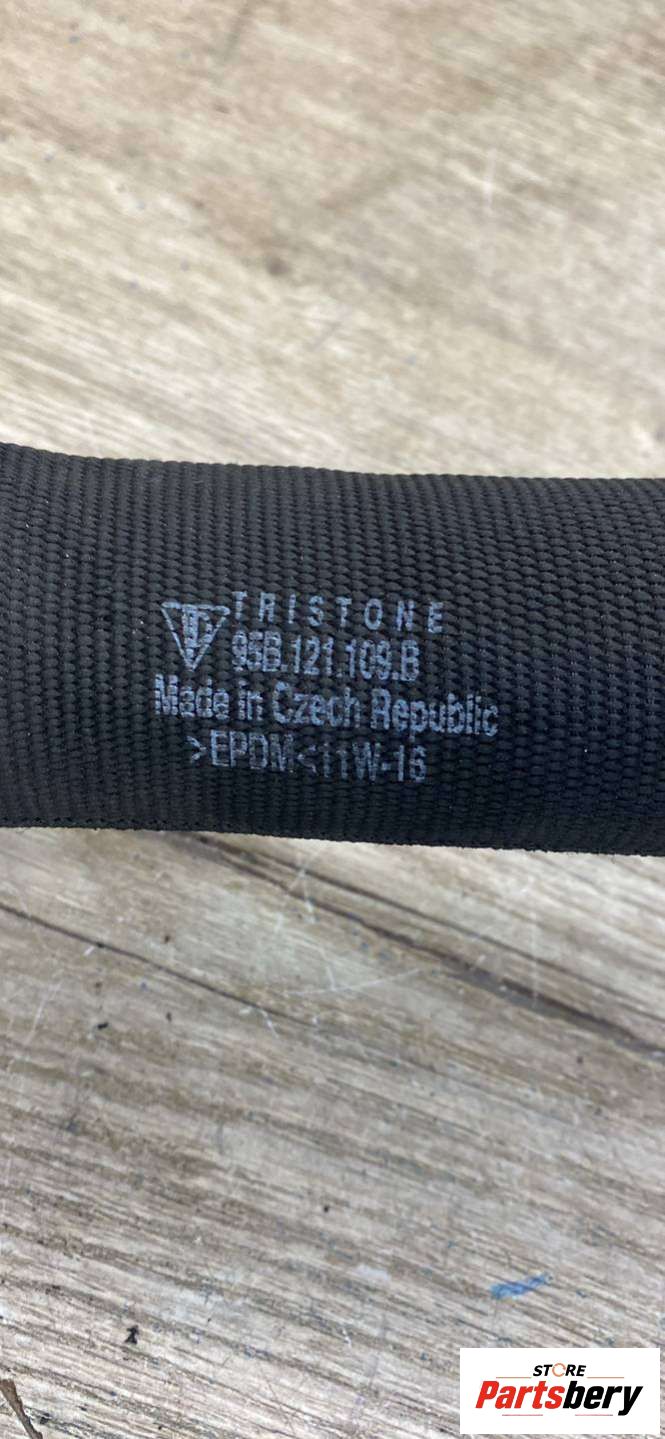 TRISTONE
95B.121.109.B
Made in Czech Republic
>EPDM<11W-16
STORE
Partsbery